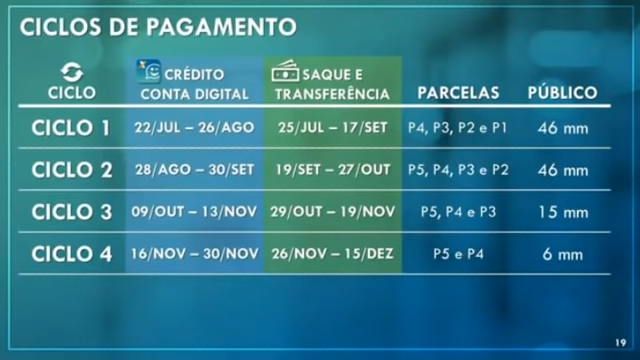 CICLOS DE PAGAMENTO
CICLO
CRÉDITO
CONTA DIGITAL
SAQUE E
TRANSFERÊNCIA
PARCELAS
PÚBLICO
CICLO 1 22/JUL – 26/AGO 25/JUL – 17/SET P4, P3, P2 e P1 46 mm
CICLO 2 28/AGO – 30/SET 19/SET – 27/OUT P5, P4, P3 e P2 46 mm
CICLO 3 09/OUT – 13/NOV 29/OUT – 19/NOV P5, P4 e P3 15 mm
CICLO 4 16/NOV – 30/NOV 26/NOV – 15/DEZ P5 e P4 6 mm
19